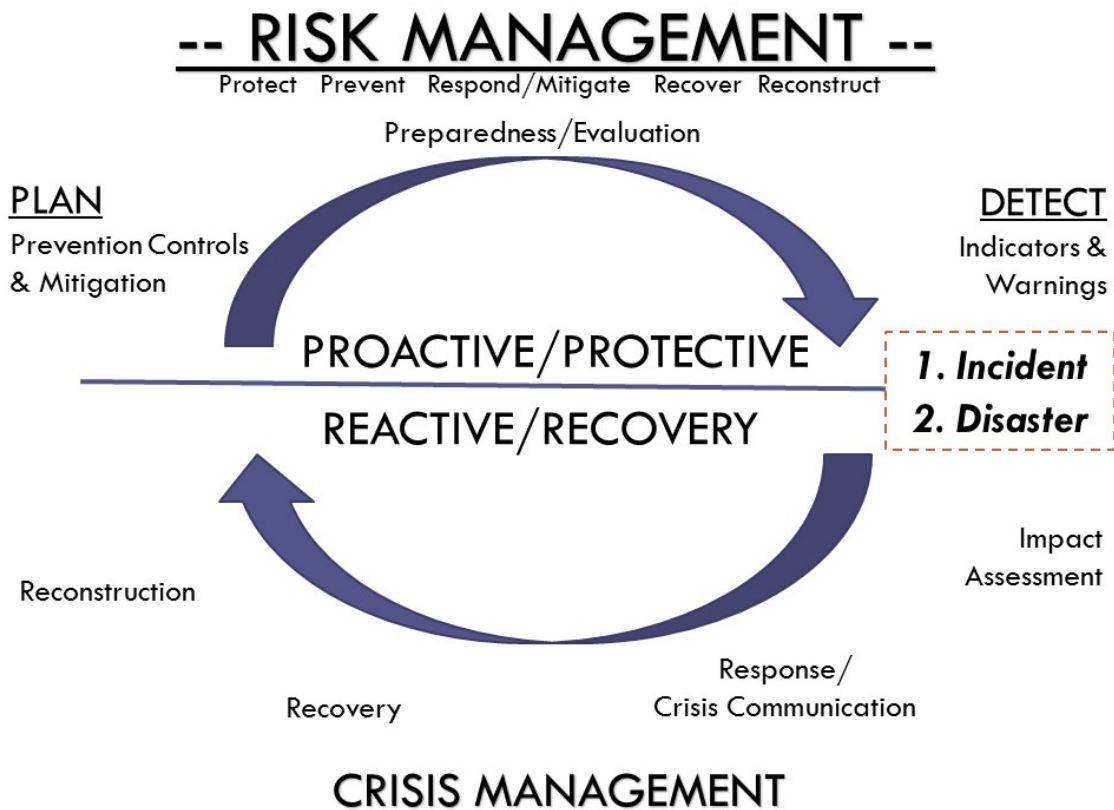 -- RISK MANAGEMENT --
Protect Prevent Respond/Mitigate Recover Reconstruct
Preparedness/Evaluation
PLAN
Prevention Controls
& Mitigation
DETECT
Indicators &
Warnings
PROACTIVE/PROTECTIVE
1. Incident
2. Disaster
REACTIVE/RECOVERY
Impact
Assessment
Reconstruction
Response/
Crisis Communication
Recovery
CRISIS MANAGEMENT